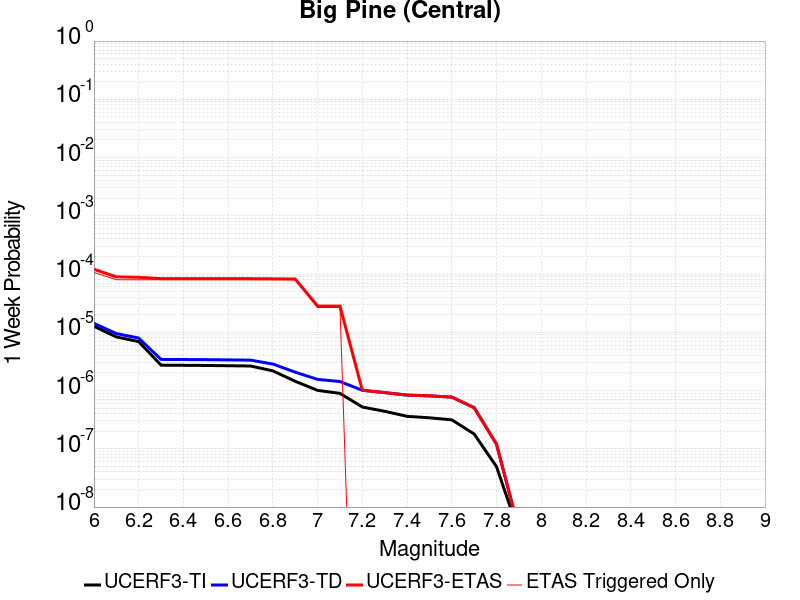 Big Pine (Central)
10^0
10^-1
10^-2
10^-3
10^-4
10^-5
10^-6
10^-7
10^-8
1 Week Probability
6 6.2 6.4 6.6 6.8 7 7.2 7.4 7.6 7.8 8 8.2 8.4 8.6 8.8 9
Magnitude
UCERF3-TI UCERF3-TD UCERF3-ETAS ETAS Triggered Only